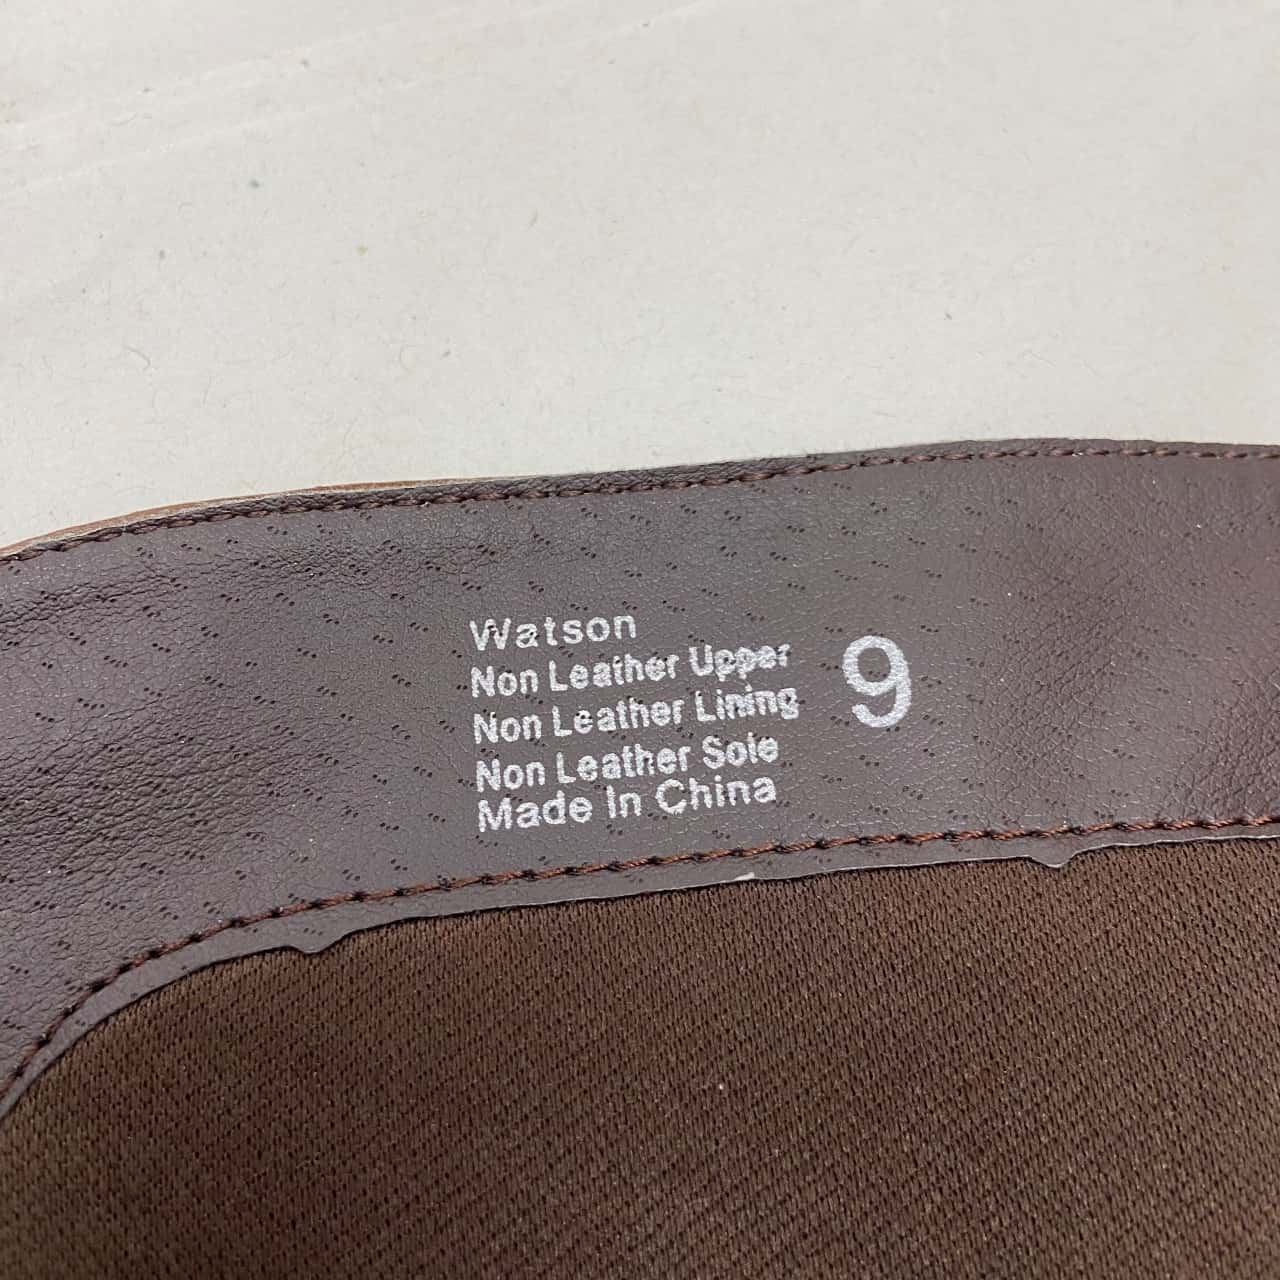 Watson
Non Leather Upper
Non Leather Lining
Non Leather Sole
Made In China
9